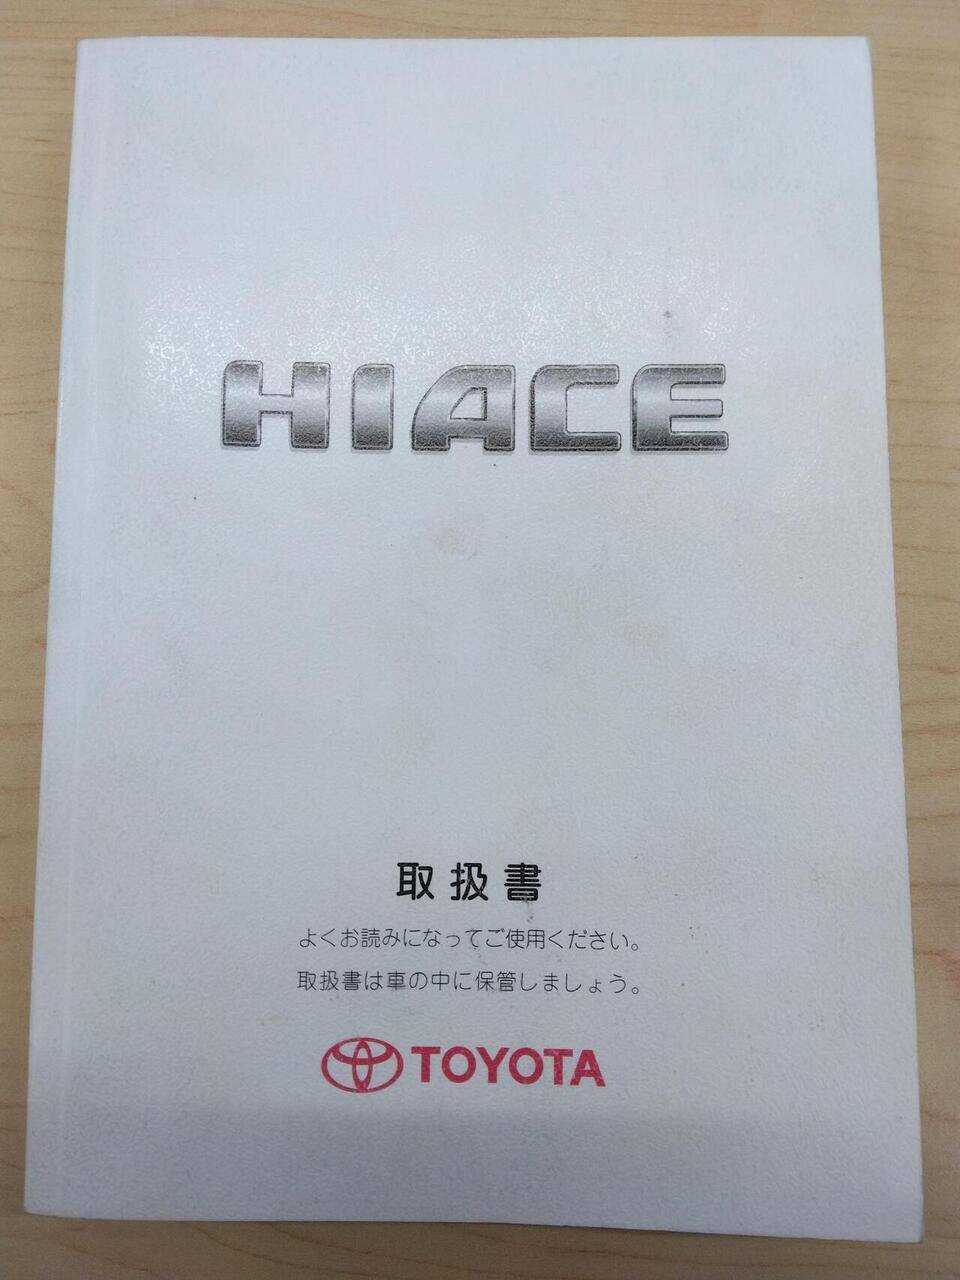 HIACE
取扱書
よくお読みになってご使用ください。
取扱書は車の中に保管しましょう。
TOYOTA